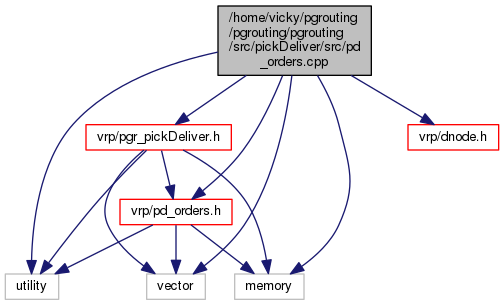 /home/vicky/pgrouting
/pgrouting/pgrouting
/src/pickDeliver/src/pd
_orders.cpp
vrp/pgr_pickDeliver.h
vrp/dnode.h
vrp/pd_orders.h
utility
vector
memory